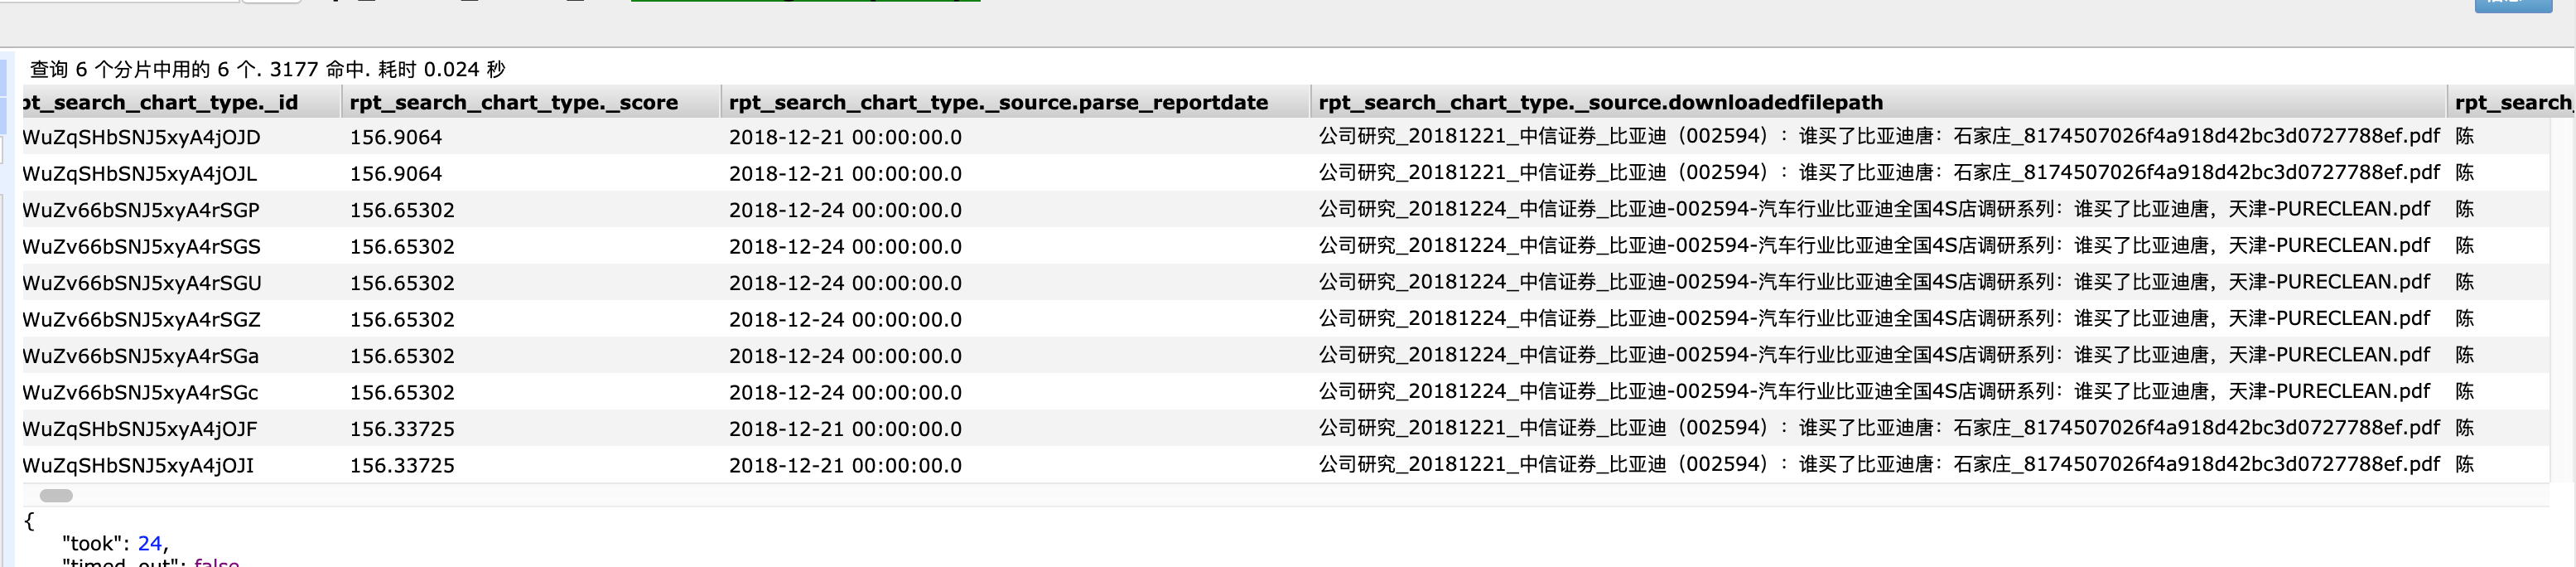 查询 6 个分片中用的 6 个. 3177 命中. 耗时 0.024 秒
pt_search_chart_type._id rpt_search_chart_type._score rpt_search_chart_type._source.parse_reportdate rpt_search_chart_type._source.downloadedfilepath rpt_search_
WuZqSHbSNJ5xyA4jOJD 156.9064 2018-12-21 00:00:00.0 公司研究_20181221_中信证券_比亚迪（002594）：谁买了比亚迪唐：石家庄_8174507026f4a918d42bc3d0727788ef.pdf 陈
WuZqSHbSNJ5xyA4jOJL 156.9064 2018-12-21 00:00:00.0 公司研究_20181221_中信证券_比亚迪（002594）：谁买了比亚迪唐：石家庄_8174507026f4a918d42bc3d0727788ef.pdf 陈
WuZv66bSNJ5xyA4rSGP 156.65302 2018-12-24 00:00:00.0 公司研究_20181224_中信证券_比亚迪-002594-汽车行业比亚迪全国4S店调研系列：谁买了比亚迪唐，天津-PURECLEAN.pdf 陈
WuZv66bSNJ5xyA4rSGS 156.65302 2018-12-24 00:00:00.0 公司研究_20181224_中信证券_比亚迪-002594-汽车行业比亚迪全国4S店调研系列：谁买了比亚迪唐，天津-PURECLEAN.pdf 陈
WuZv66bSNJ5xyA4rSGU 156.65302 2018-12-24 00:00:00.0 公司研究_20181224_中信证券_比亚迪-002594-汽车行业比亚迪全国4S店调研系列：谁买了比亚迪唐，天津-PURECLEAN.pdf 陈
WuZv66bSNJ5xyA4rSGZ 156.65302 2018-12-24 00:00:00.0 公司研究_20181224_中信证券_比亚迪-002594-汽车行业比亚迪全国4S店调研系列：谁买了比亚迪唐，天津-PURECLEAN.pdf 陈
WuZv66bSNJ5xyA4rSGa 156.65302 2018-12-24 00:00:00.0 公司研究_20181224_中信证券_比亚迪-002594-汽车行业比亚迪全国4S店调研系列：谁买了比亚迪唐，天津-PURECLEAN.pdf 陈
WuZv66bSNJ5xyA4rSGc 156.65302 2018-12-24 00:00:00.0 公司研究_20181224_中信证券_比亚迪-002594-汽车行业比亚迪全国4S店调研系列：谁买了比亚迪唐，天津-PURECLEAN.pdf 陈
WuZqSHbSNJ5xyA4jOJF 156.33725 2018-12-21 00:00:00.0 公司研究_20181221_中信证券_比亚迪（002594）：谁买了比亚迪唐：石家庄_8174507026f4a918d42bc3d0727788ef.pdf 陈
WuZqSHbSNJ5xyA4jOJI 156.33725 2018-12-21 00:00:00.0 公司研究_20181221_中信证券_比亚迪（002594）：谁买了比亚迪唐：石家庄_8174507026f4a918d42bc3d0727788ef.pdf 陈
{
"took": 24,
"timed_out": false